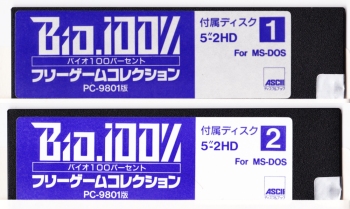 Bio.100%
バイオ100パーセント
フリーゲームコレクション
PC-9801版
付属ディスク 1
5"2HD
For MS-DOS
ASCII
Bio.100%
バイオ100パーセント
フリーゲームコレクション
PC-9801版
付属ディスク 2
5"2HD
For MS-DOS
ASCII